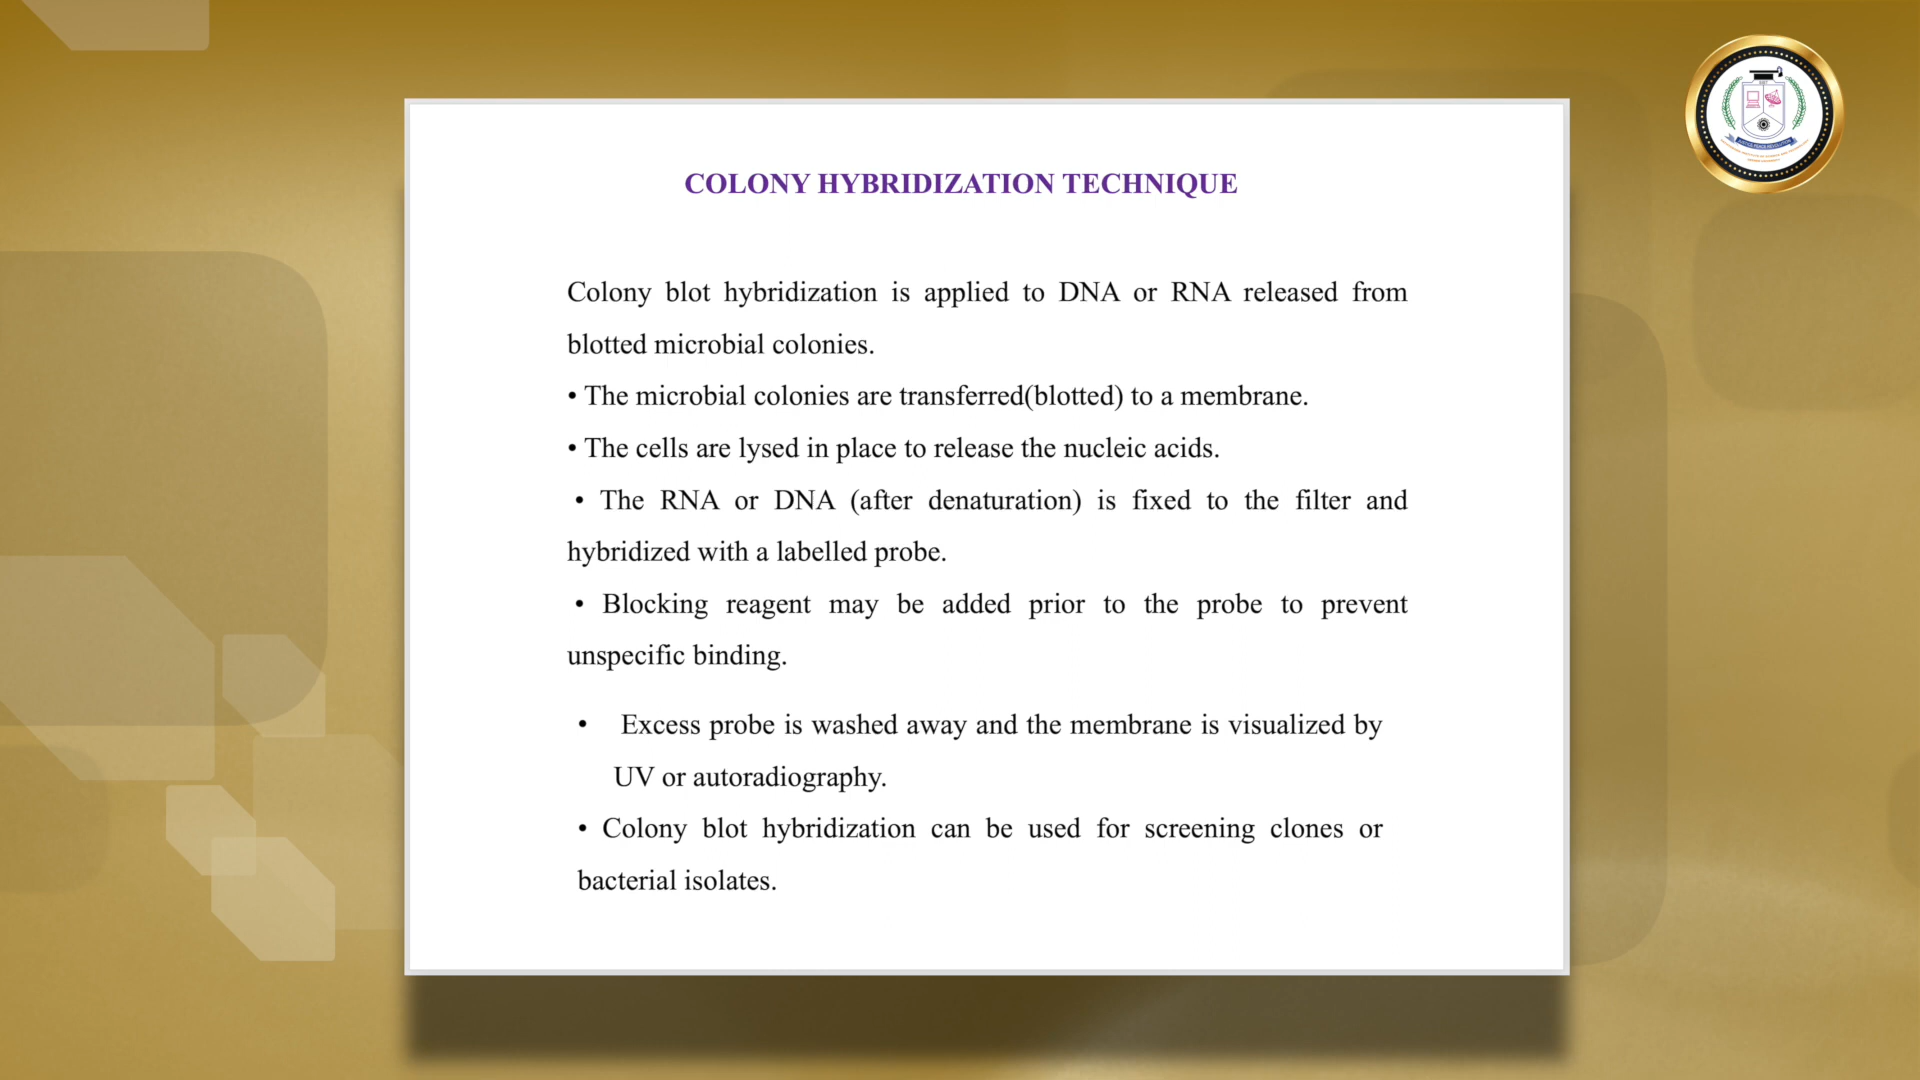 COLONY HYBRIDIZATION TECHNIQUE
Colony blot hybridization is applied to DNA or RNA released from
blotted microbial colonies.
• The microbial colonies are transferred(blotted) to a membrane.
• The cells are lysed in place to release the nucleic acids.
• The RNA or DNA (after denaturation) is fixed to the filter and
hybridized with a labelled probe.
• Blocking reagent may be added prior to the probe to prevent
unspecific binding.
• Excess probe is washed away and the membrane is visualized by
UV or autoradiography.
• Colony blot hybridization can be used for screening clones or
bacterial isolates.